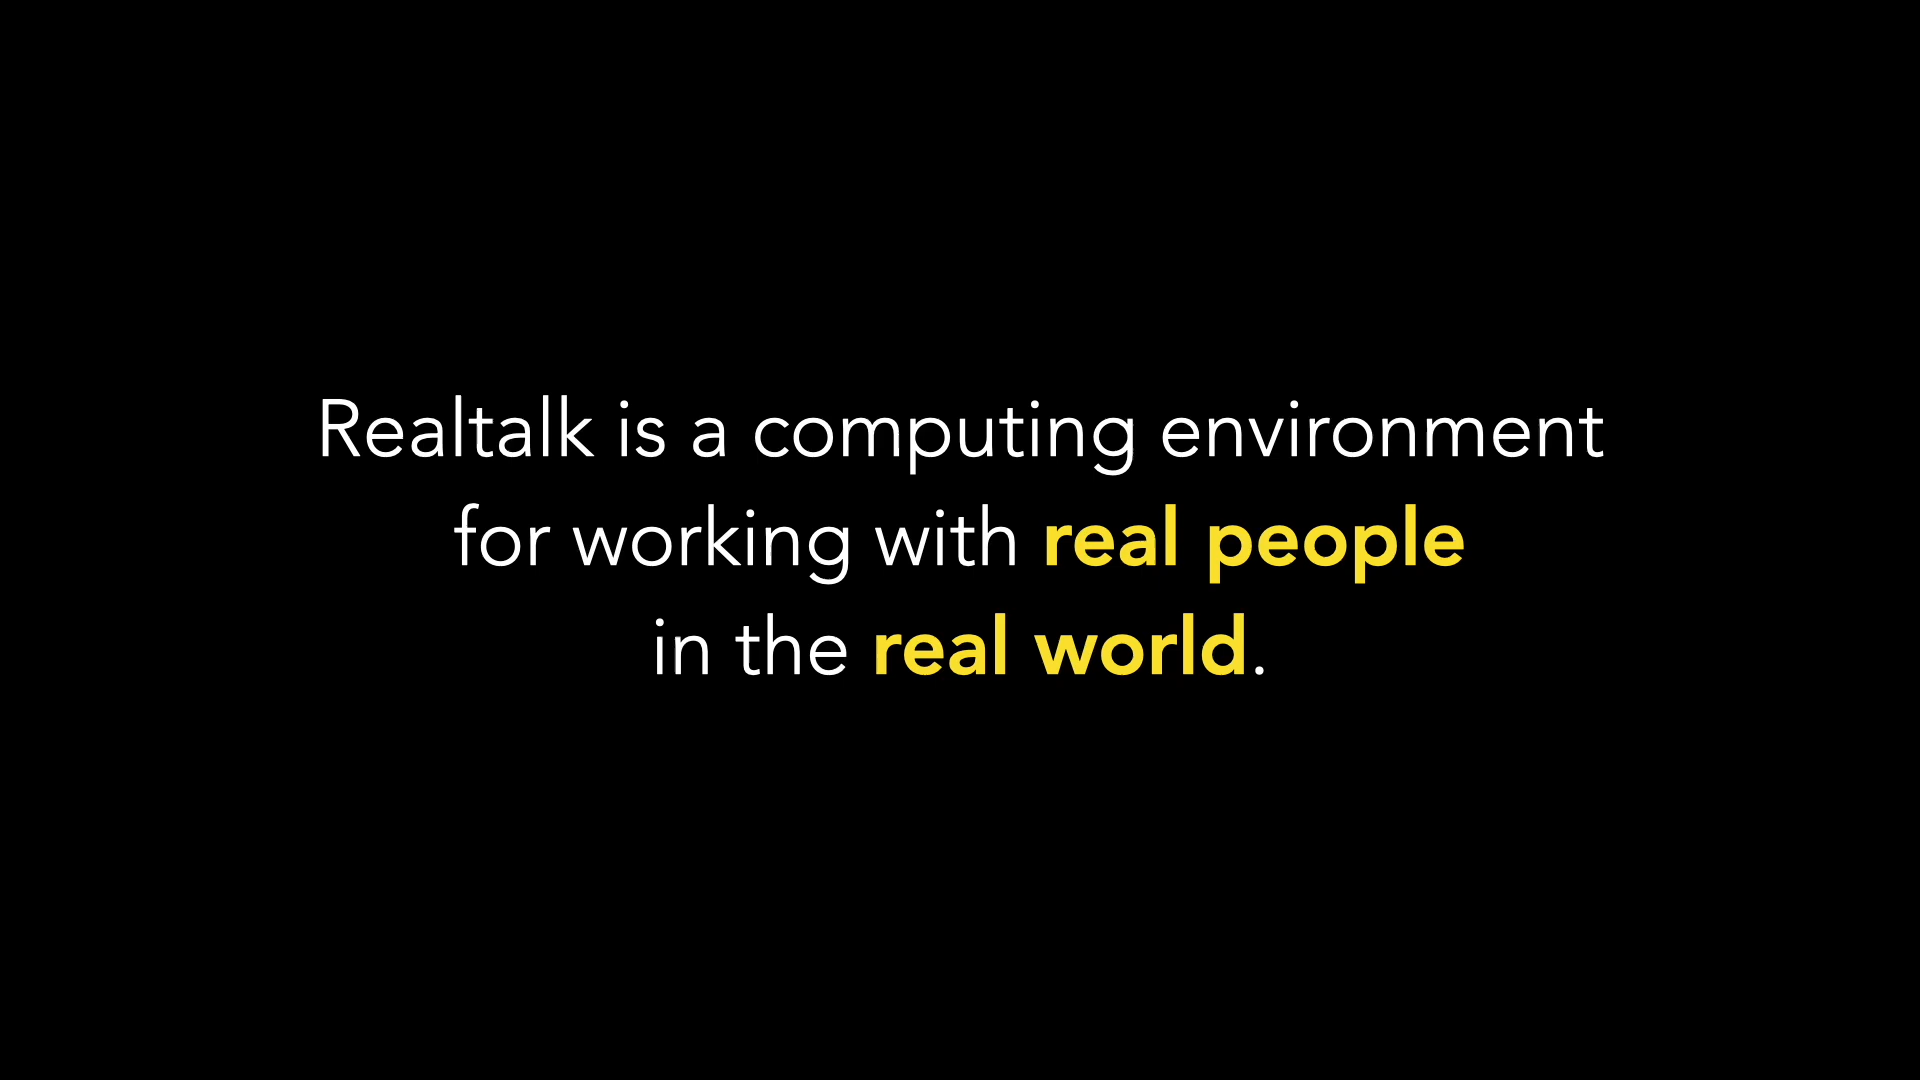 Realtalk is a computing environment
for working with real people
in the real world.